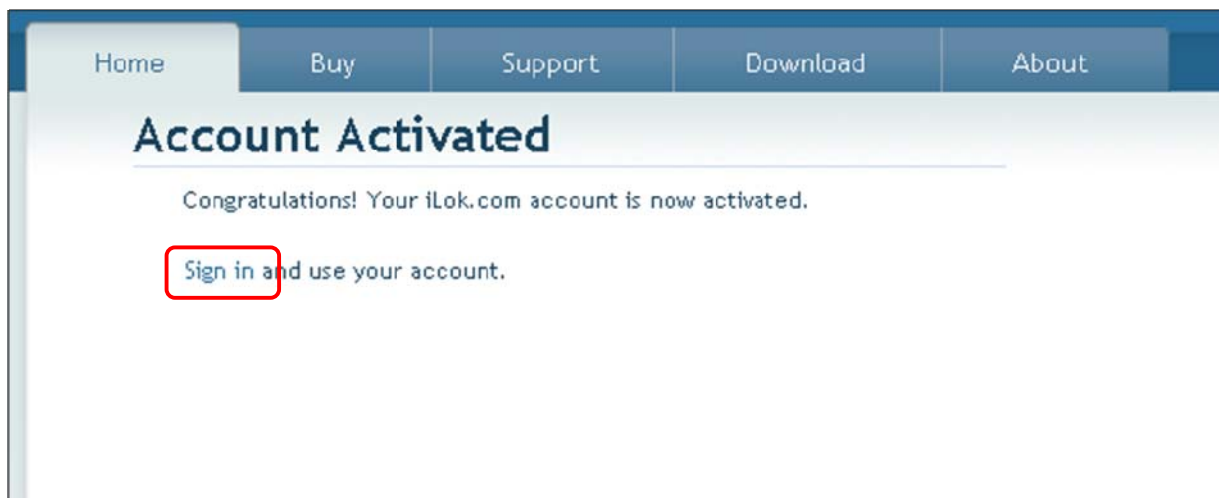 Home Buy Support Download About
Account Activated
Congratulations! Your iLok.com account is now activated.
Sign in and use your account.